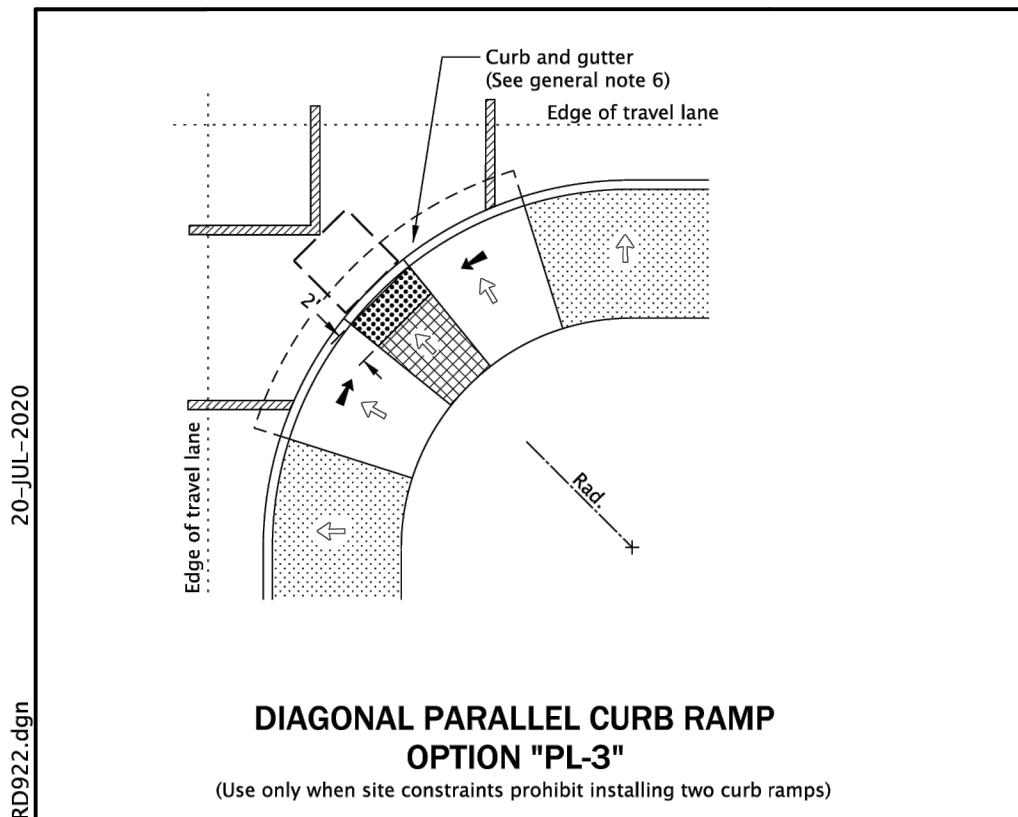 Curb and gutter
(See general note 6)
Edge of travel lane
2'
Edge of travel lane
Rad.
20-JUL-2020
RD922.dgn
DIAGONAL PARALLEL CURB RAMP
OPTION "PL-3"
(Use only when site constraints prohibit installing two curb ramps)